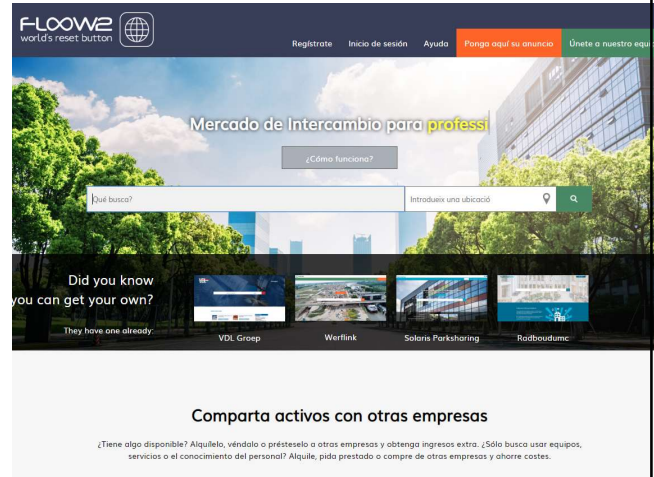 FLOOW2
world's reset button
Regístrate Inicio de sesión Ayuda Ponga aquí su anuncio Únete a nuestro equ
Mercado de Intercambio para professi
¿Cómo funciona?
Qué busca? Introdueix una ubicació
Did you know
you can get your own?
They have one already:
VDL Groep Werflink Solaris Parksharing Radboudumc
Comparta activos con otras empresas
¿Tiene algo disponible? Alquílelo, véndalo o présteselo a otras empresas y obtenga ingresos extra. ¿Sólo busca usar equipos,
servicios o el conocimiento del personal? Alquile, pida prestado o compre de otras empresas y ahorre costes.